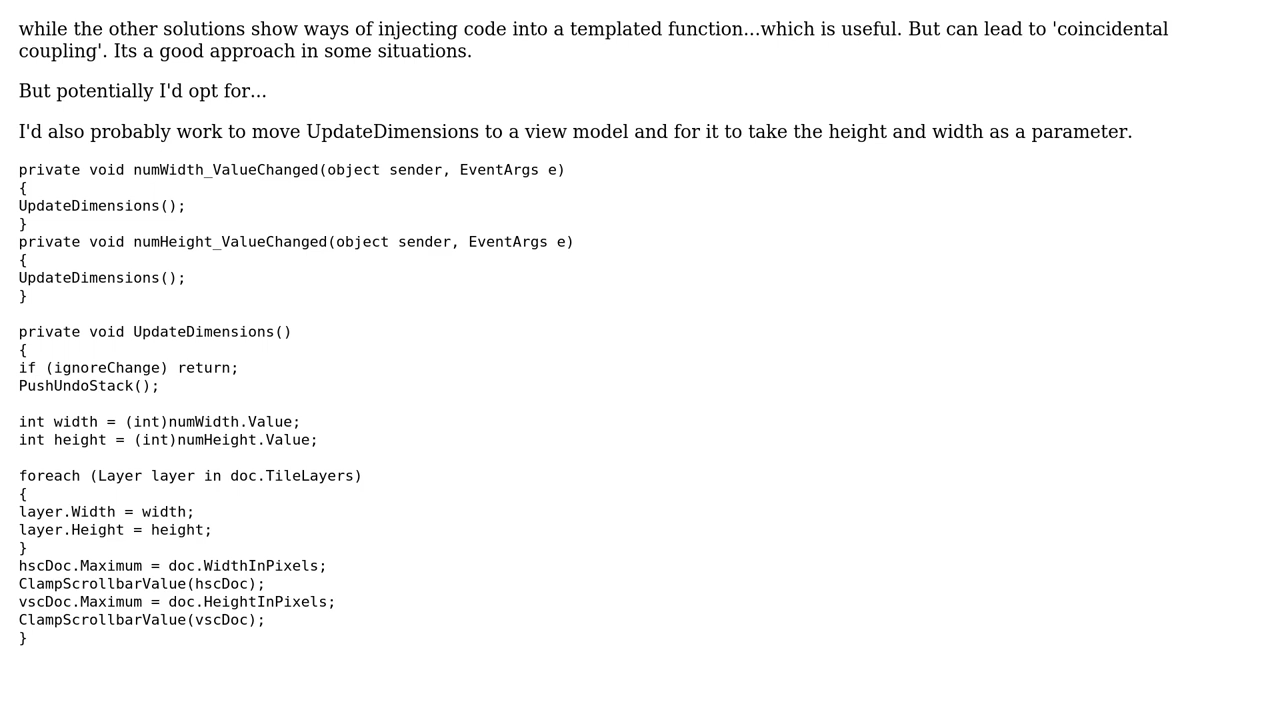 while the other solutions show ways of injecting code into a templated function...which is useful. But can lead to 'coincidental
coupling'. Its a good approach in some situations.
But potentially I'd opt for...
I'd also probably work to move UpdateDimensions to a view model and for it to take the height and width as a parameter.
private void numWidth_ValueChanged(object sender, EventArgs e)
{
UpdateDimensions();
}
private void numHeight_ValueChanged(object sender, EventArgs e)
{
UpdateDimensions();
}
private void UpdateDimensions()
{
if (ignoreChange) return;
PushUndoStack();
int width = (int)numWidth.Value;
int height = (int)numHeight.Value;
foreach (Layer layer in doc.TileLayers)
{
layer.Width = width;
layer.Height = height;
}
hscDoc.Maximum = doc.WidthInPixels;
ClampScrollbarValue(hscDoc);
vscDoc.Maximum = doc.HeightInPixels;
ClampScrollbarValue(vscDoc);
}